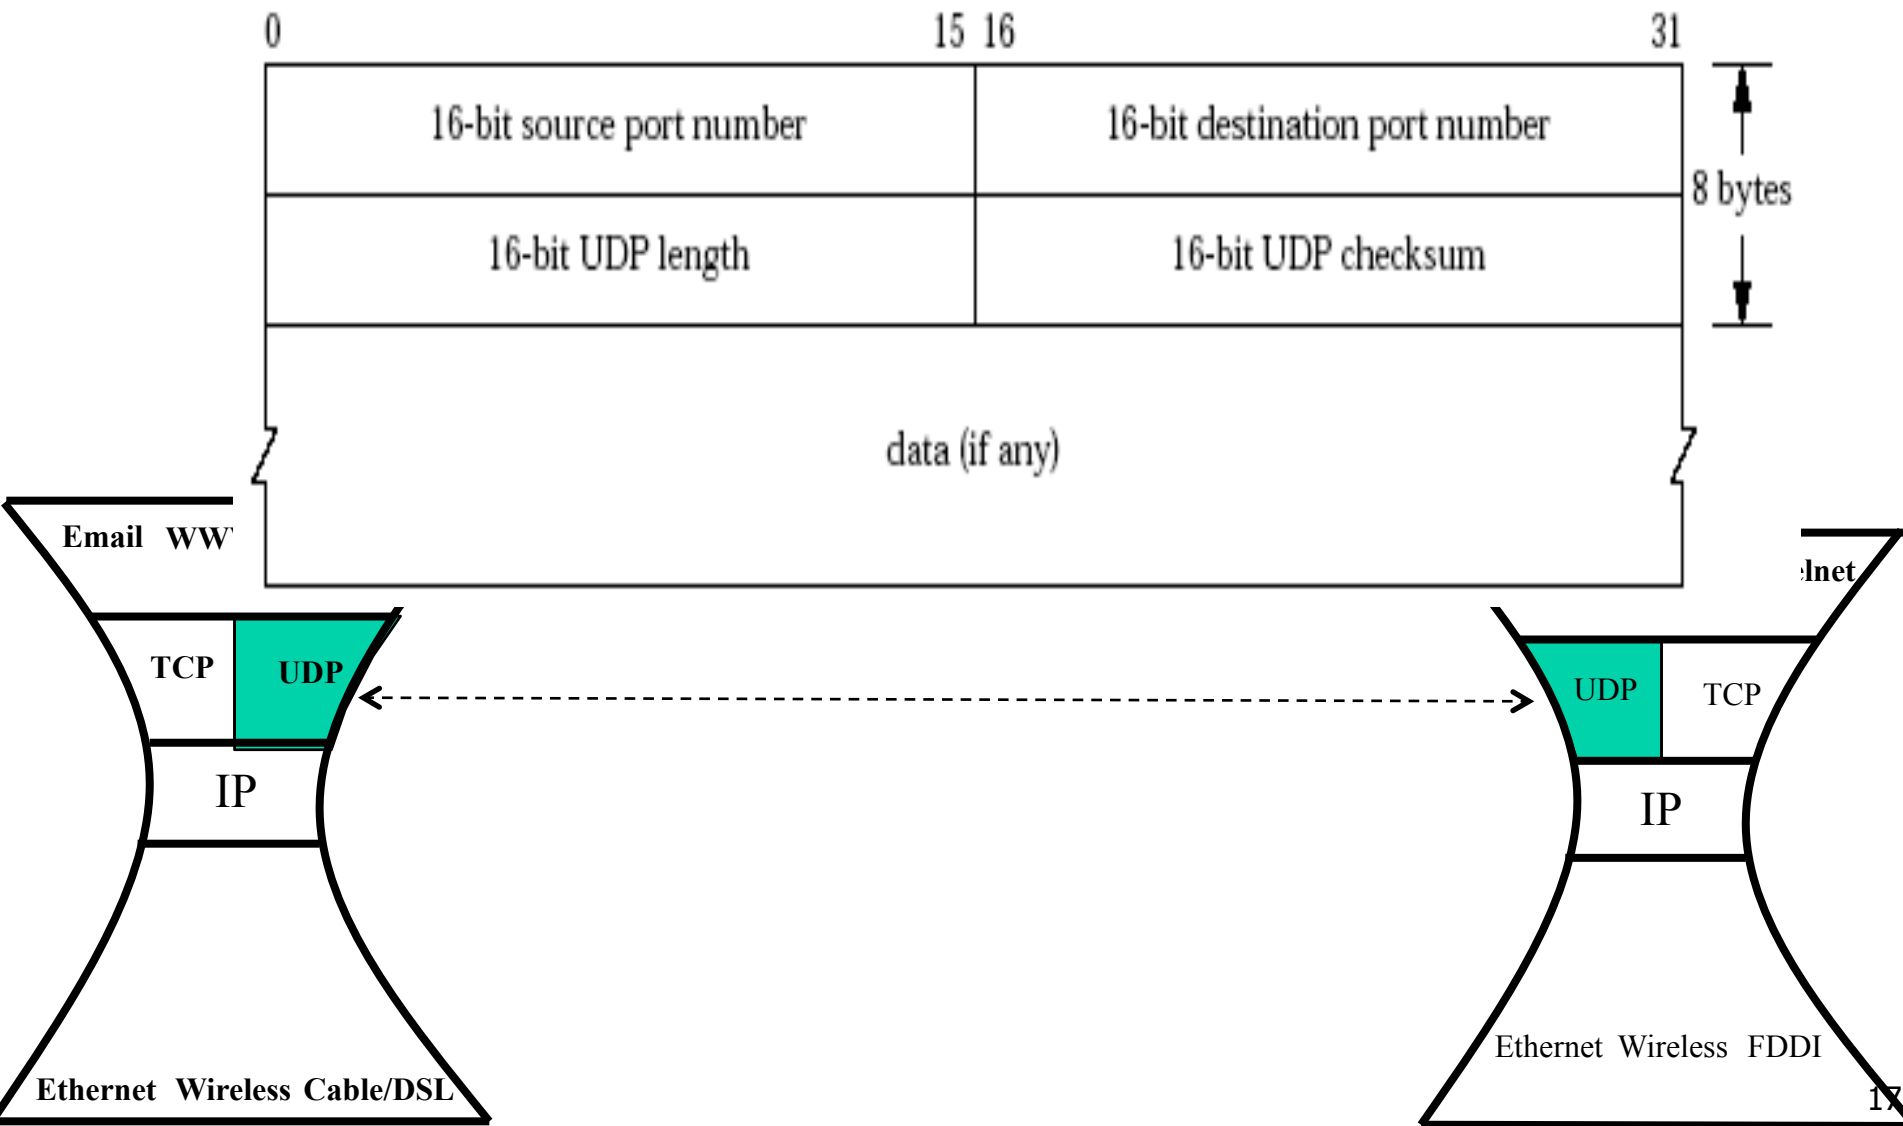 0 15 16 31
16-bit source port number 16-bit destination port number
8 bytes
16-bit UDP length 16-bit UDP checksum
data (if any)
Email
TCP UDP
UDP TCP
IP
IP
Ethernet Wireless FDDI
Ethernet Wireless Cable/DSL
17